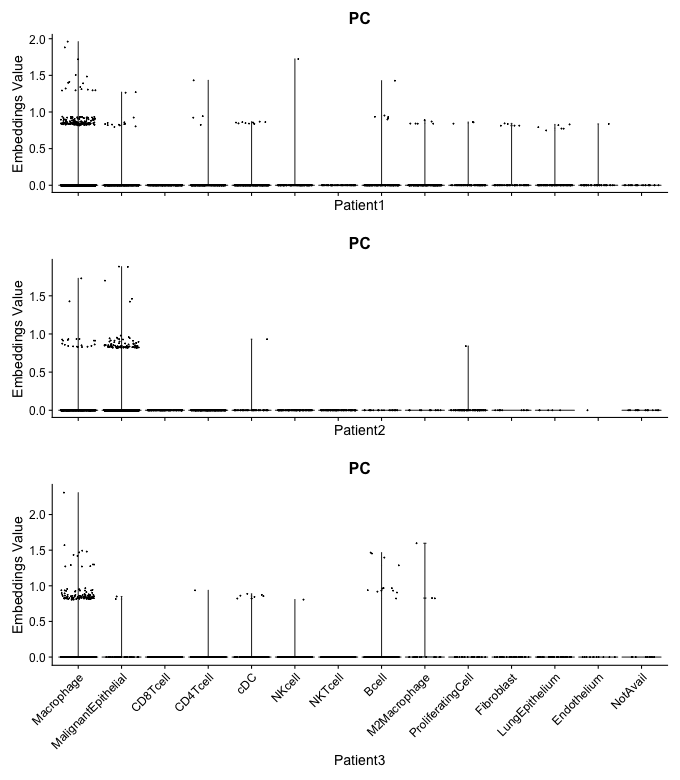 PC
Embeddings Value
2.0
1.5
1.0
0.5
0.0
Patient1
PC
Embeddings Value
1.5
1.0
0.5
0.0
Patient2
PC
Embeddings Value
2.0
1.5
1.0
0.5
0.0
Macrophage
MalignantEpithelial
CD8Tcell
CD4Tcell
cDC
NKcell
NKTcell
Bcell
M2Macrophage
ProliferatingCell
Fibroblast
LungEpithelium
Endothelium
NotAvail
Patient3